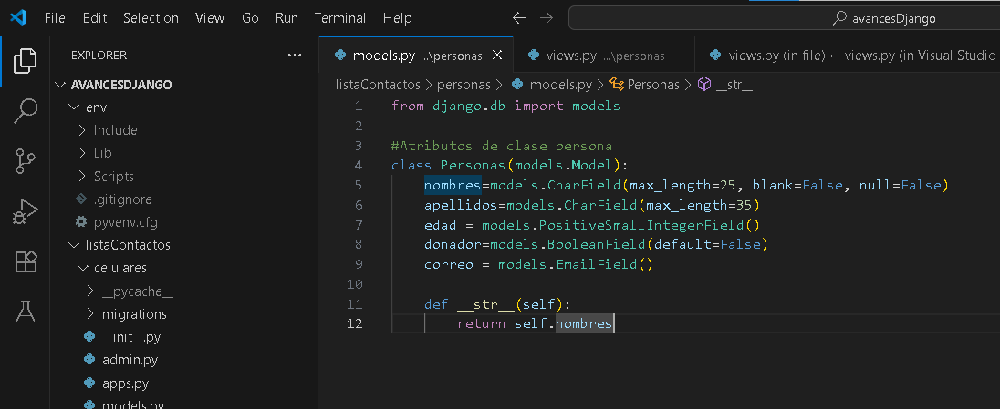 File Edit Selection View Go Run Terminal Help avancesDjango
EXPLORER ···
AVANCESDJANGO
env
Include
Lib
Scripts
.gitignore
pyvenv.cfg
listaContactos
celulares
__pycache__
migrations
__init__.py
admin.py
apps.py
models.py
models.py ...\personas
views.py ...\personas
views.py (in file) ↔ views.py (in Visual Studio
listaContactos > personas > models.py > Personas > __str__
1 from django.db import models
2
3 #Atributos de clase persona
4 class Personas(models.Model):
5 nombres=models.CharField(max_length=25, blank=False, null=False)
6 apellidos=models.CharField(max_length=35)
7 edad = models.PositiveSmallIntegerField()
8 donador=models.BooleanField(default=False)
9 correo = models.EmailField()
10
11 def __str__(self):
12 return self.nombres